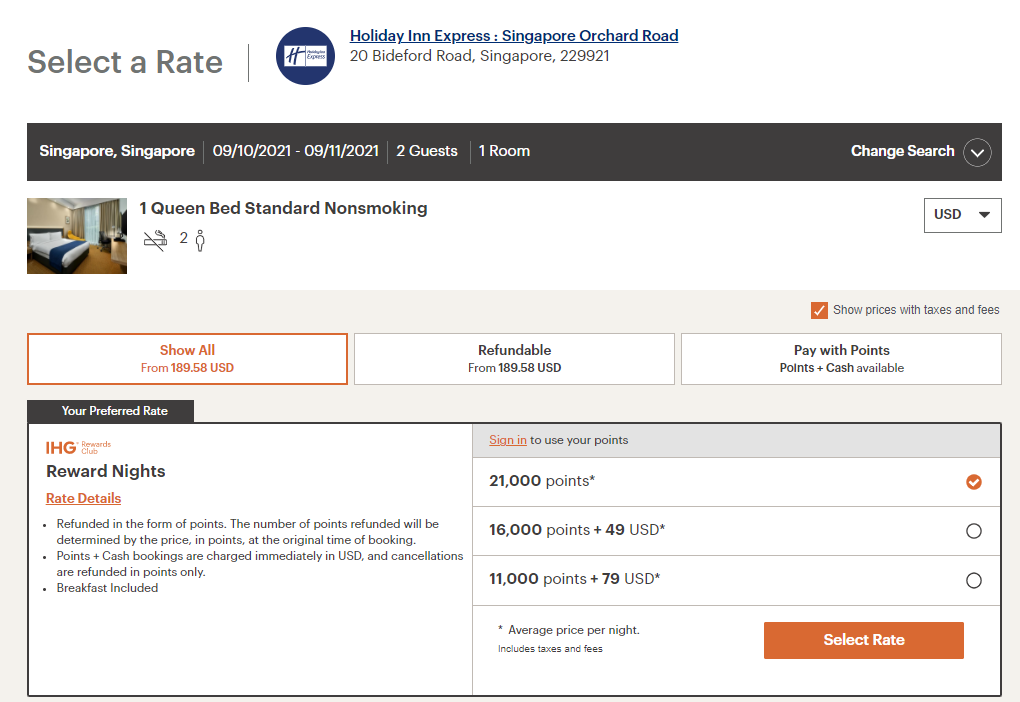 Select a Rate
Holiday Inn Express
Holiday Inn Express : Singapore Orchard Road
20 Bideford Road, Singapore, 229921
Singapore, Singapore 09/10/2021 - 09/11/2021 2 Guests 1 Room Change Search
1 Queen Bed Standard Nonsmoking
2
USD
Show prices with taxes and fees
Show All
From 189.58 USD
Refundable
From 189.58 USD
Pay with Points
Points + Cash available
Your Preferred Rate
IHG Rewards Club
Reward Nights
Rate Details
• Refunded in the form of points. The number of points refunded will be
determined by the price, in points, at the original time of booking.
• Points + Cash bookings are charged immediately in USD, and cancellations
are refunded in points only.
• Breakfast Included
Sign in to use your points
21,000 points*
16,000 points + 49 USD*
11,000 points + 79 USD*
* Average price per night.
Includes taxes and fees
Select Rate